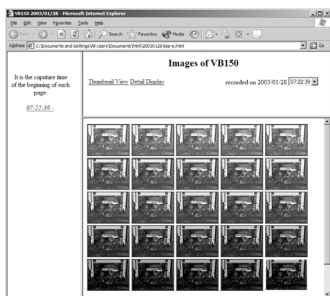 VB150 2003/01/28 - Microsoft Internet Explorer
File Edit View Favorites Tools Help
Search Favorites Media
Address C:\Documents and Settings\All Users\Documents\html\20030128\top-e.html Go
It is the caputure time
of the beginning of each
page.
07:22:39 -
Images of VB150
Thumbnail View Detail Display recorded on 2003/01/28 07:22:39